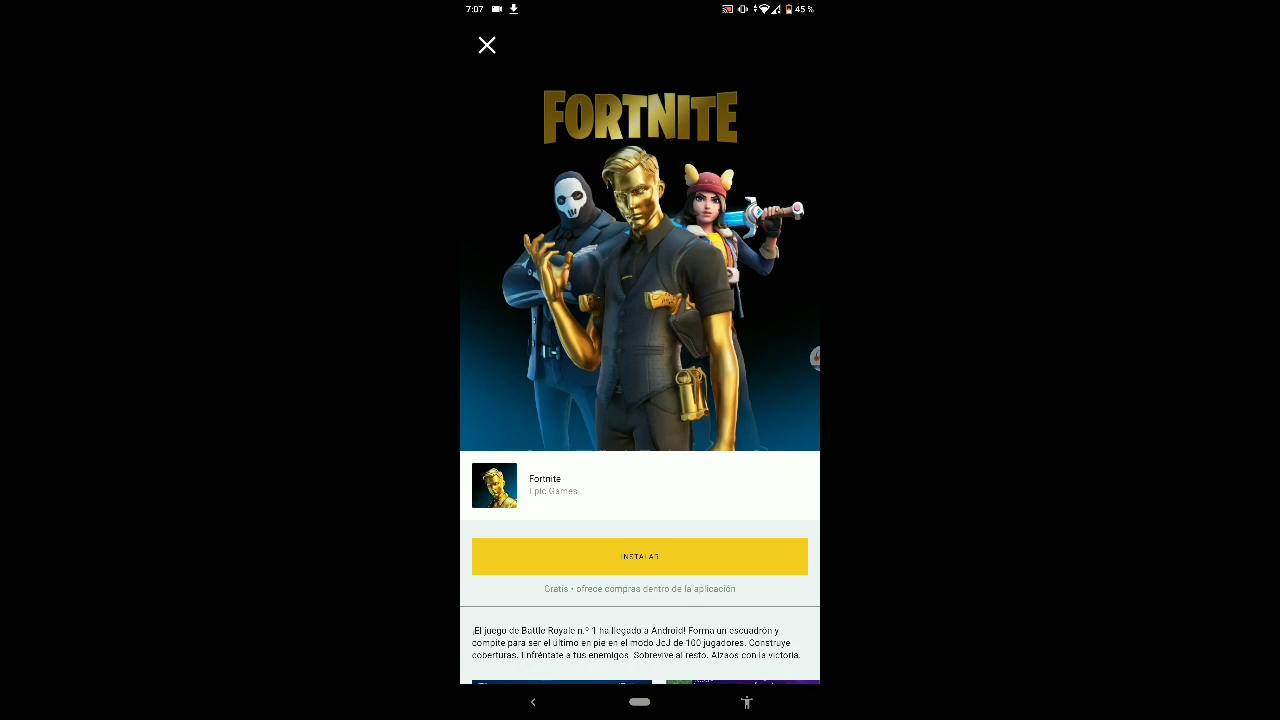 7:07
45 %
FORTNITE
Fortnite
Epic Games
INSTALAR
Gratis • ofrece compras dentro de la aplicación
¡El juego de Battle Royale n.º 1 ha llegado a Android! Forma un escuadrón y
compite para ser el último en pie en el modo JcJ de 100 jugadores. Construye
coberturas. Enfréntate a tus enemigos. Sobrevive al resto. Alzaos con la victoria.